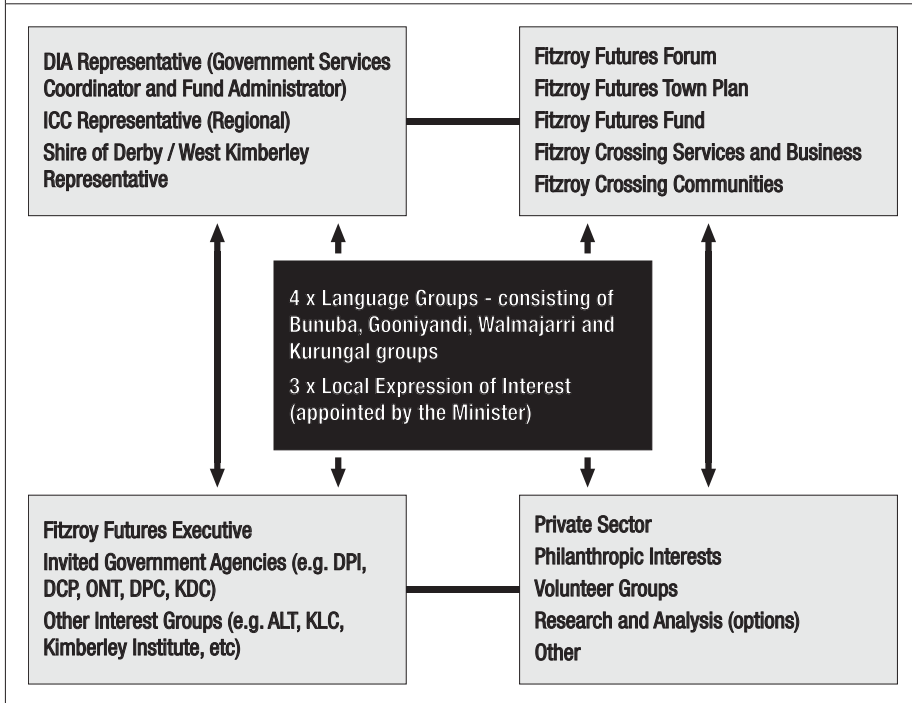 DIA Representative (Government Services
Coordinator and Fund Administrator)
ICC Representative (Regional)
Shire of Derby / West Kimberley
Representative
Fitzroy Futures Forum
Fitzroy Futures Town Plan
Fitzroy Futures Fund
Fitzroy Crossing Services and Business
Fitzroy Crossing Communities
4 x Language Groups - consisting of
Bunuba, Gooniyandi, Walmajarri and
Kurungal groups
3 x Local Expression of Interest
(appointed by the Minister)
Fitzroy Futures Executive
Invited Government Agencies (e.g. DPI,
DCP, ONT, DPC, KDC)
Other Interest Groups (e.g. ALT, KLC,
Kimberley Institute, etc)
Private Sector
Philanthropic Interests
Volunteer Groups
Research and Analysis (options)
Other